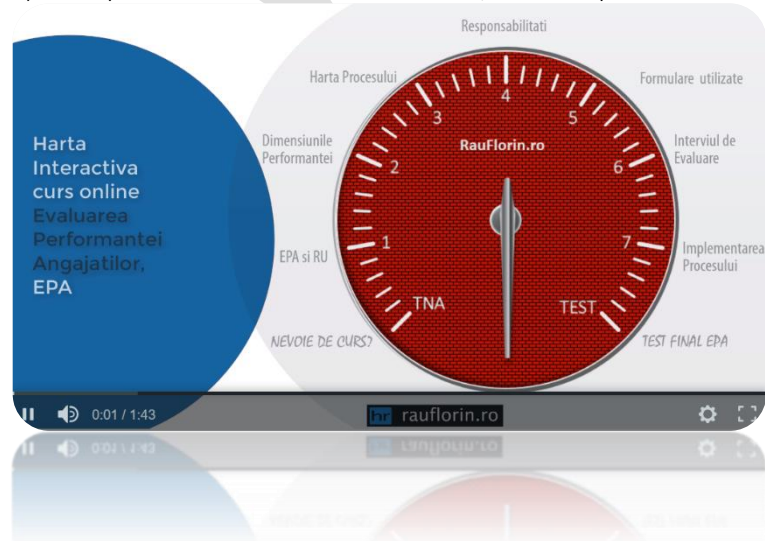 Responsabilitati
Harta Procesului
Formulare utilizate
Dimensiunile
Performantei
Interviul de
Evaluare
EPA si RU
Implementarea
Procesului
NEVOIE DE CURS?
TEST FINAL EPA
RauFlorin.ro
TNA
1
2
3
4
5
6
7
TEST
Harta
Interactiva
curs online
Evaluarea
Performantei
Angajatilor,
EPA
0:01 / 1:43
hr rauflorin.ro